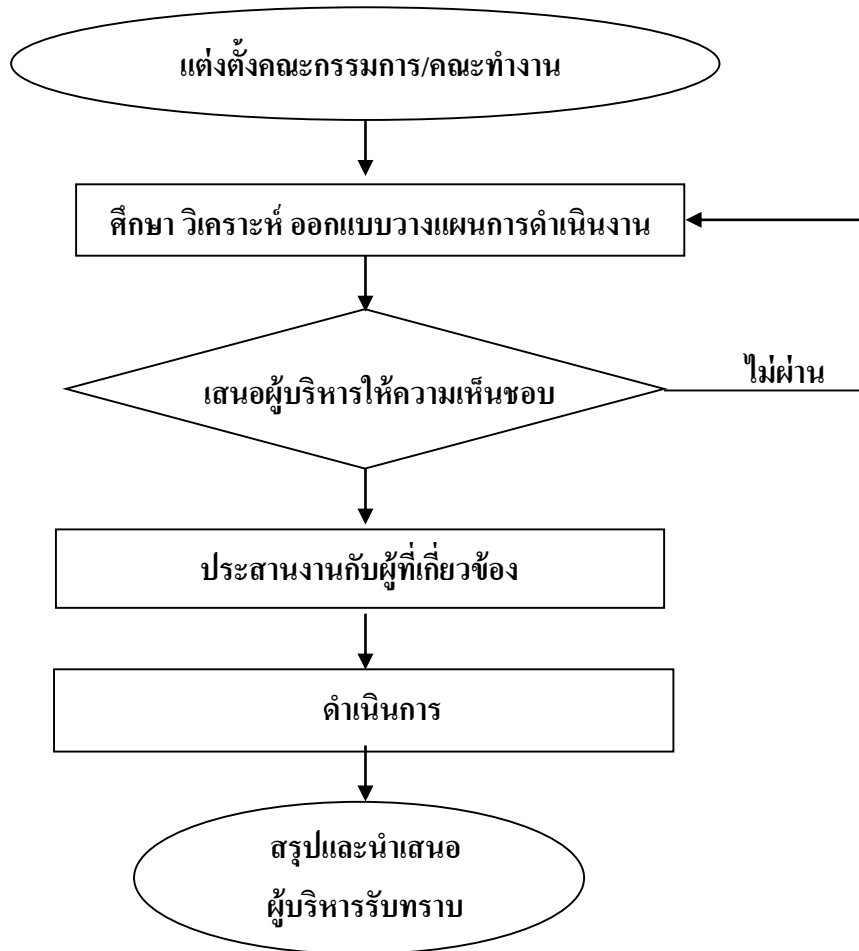 แต่งตั้งคณะกรรมการ/คณะทำงาน
ศึกษา วิเคราะห์ ออกแบบวางแผนการดำเนินงาน
เสนอผู้บริหารให้ความเห็นชอบ
ไม่ผ่าน
ประสานงานกับผู้ที่เกี่ยวข้อง
ดำเนินการ
สรุปและนำเสนอ
ผู้บริหารรับทราบ